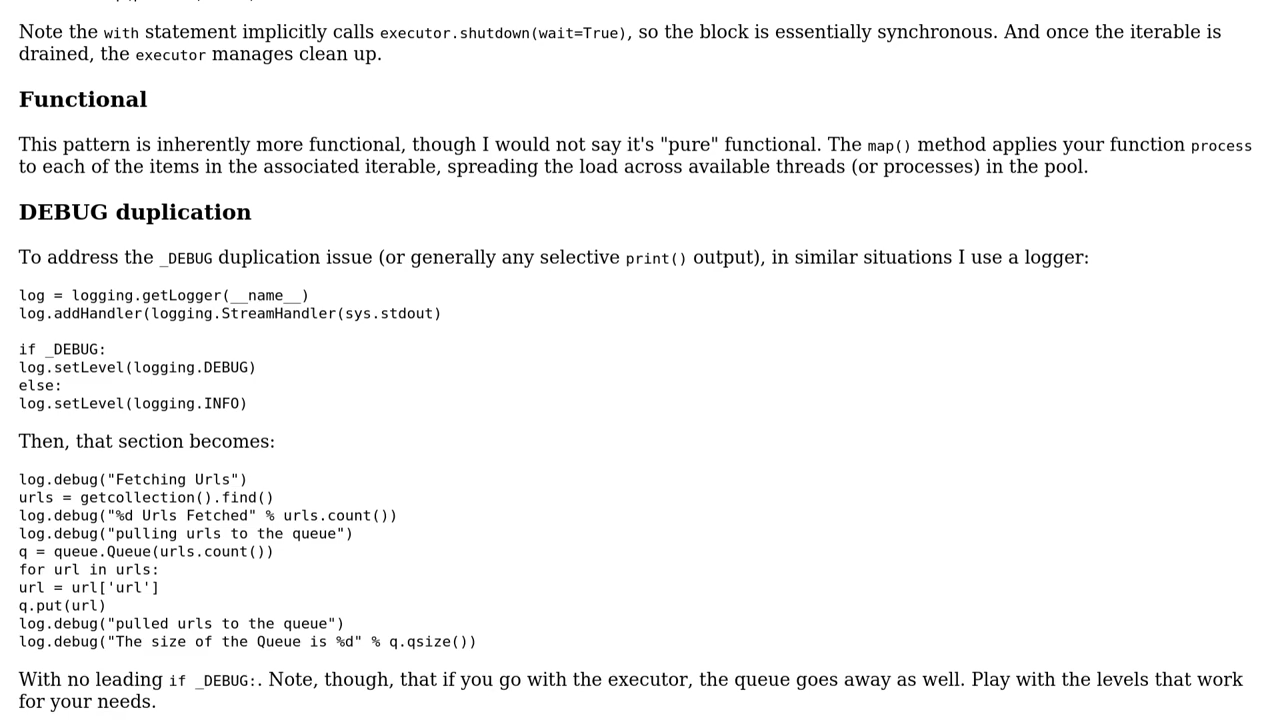 Note the with statement implicitly calls executor.shutdown(wait=True), so the block is essentially synchronous. And once the iterable is
drained, the executor manages clean up.
Functional
This pattern is inherently more functional, though I would not say it's "pure" functional. The map() method applies your function process
to each of the items in the associated iterable, spreading the load across available threads (or processes) in the pool.
DEBUG duplication
To address the _DEBUG duplication issue (or generally any selective print() output), in similar situations I use a logger:
log = logging.getLogger(__name__)
log.addHandler(logging.StreamHandler(sys.stdout)
if _DEBUG:
log.setLevel(logging.DEBUG)
else:
log.setLevel(logging.INFO)
Then, that section becomes:
log.debug("Fetching Urls")
urls = getcollection().find()
log.debug("%d Urls Fetched" % urls.count())
log.debug("pulling urls to the queue")
q = queue.Queue(urls.count())
for url in urls:
url = url['url']
q.put(url)
log.debug("pulled urls to the queue")
log.debug("The size of the Queue is %d" % q.qsize())
With no leading if _DEBUG:. Note, though, that if you go with the executor, the queue goes away as well. Play with the levels that work
for your needs.